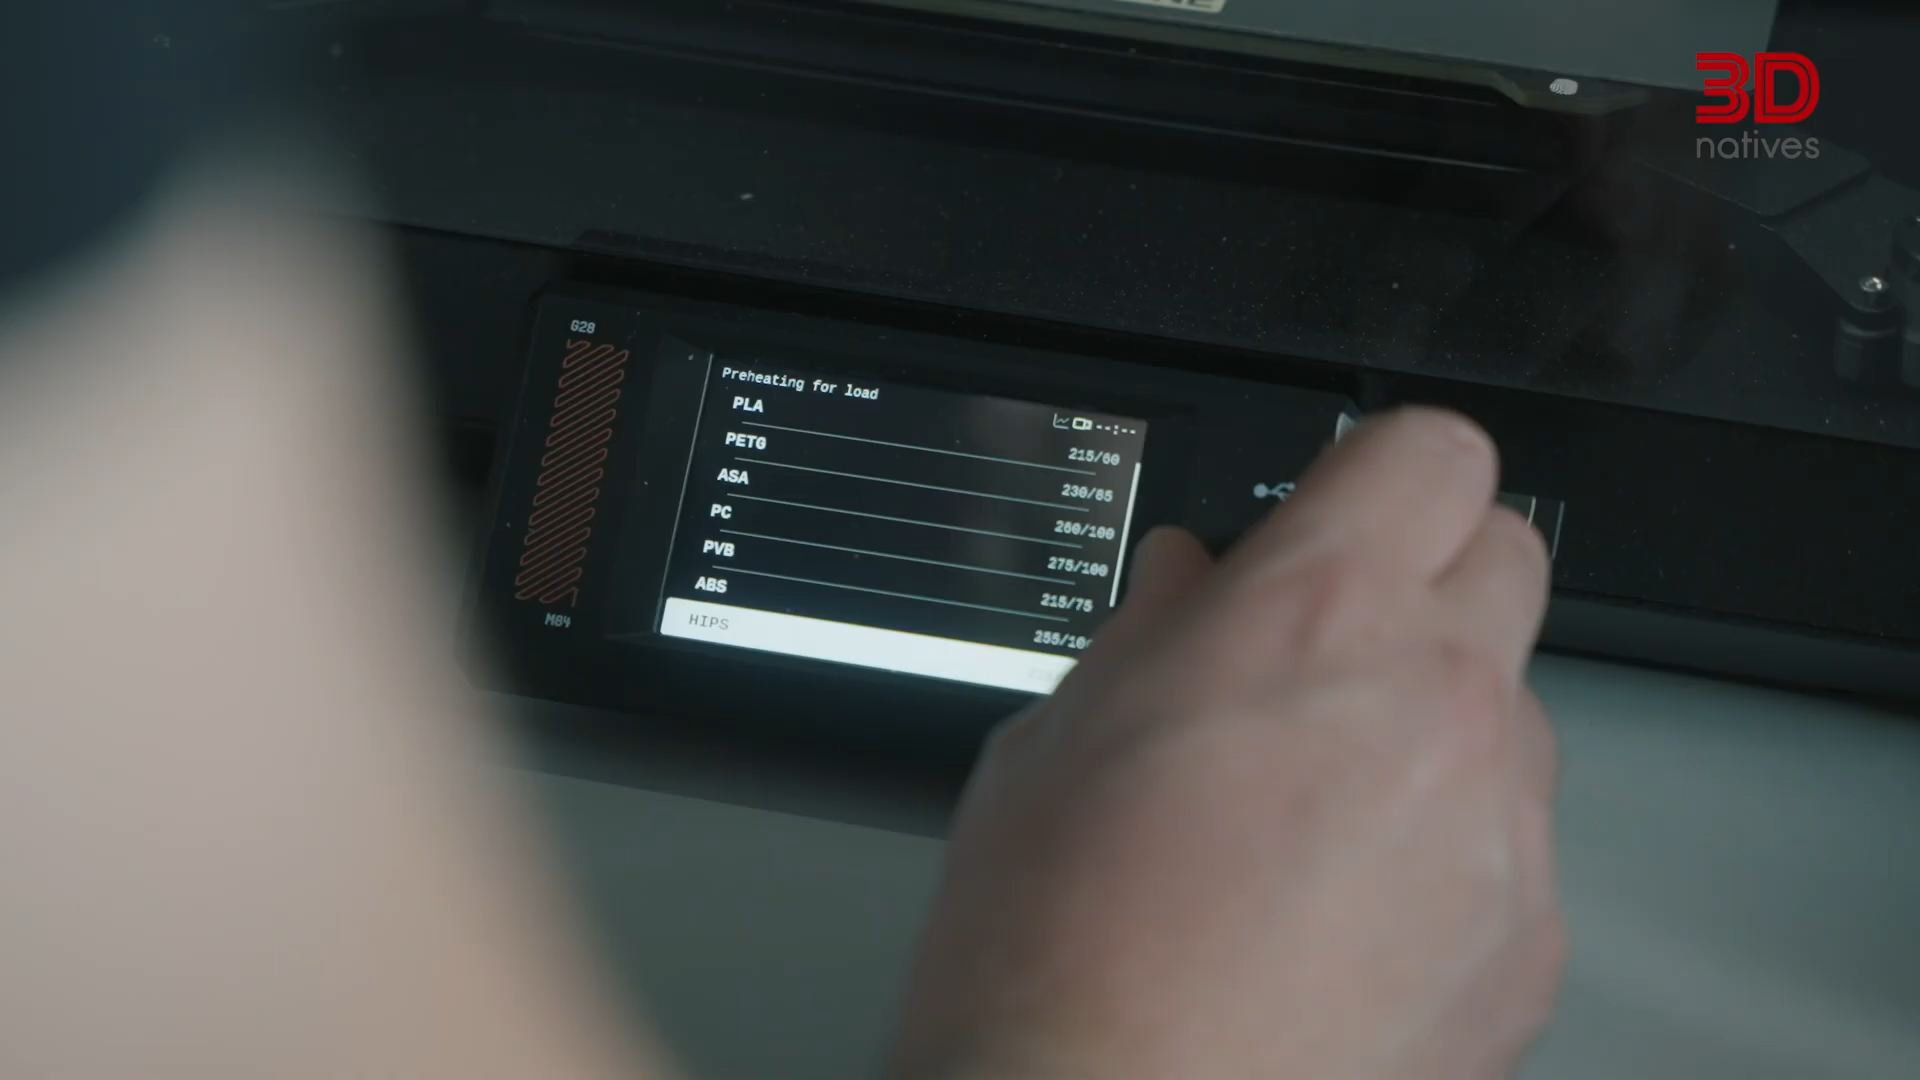 3D
natives
G28
Preheating for load
--:--
PLA 215/60
PETG 230/85
ASA 260/100
PC 275/100
PVB 215/75
ABS
HIPS
M84